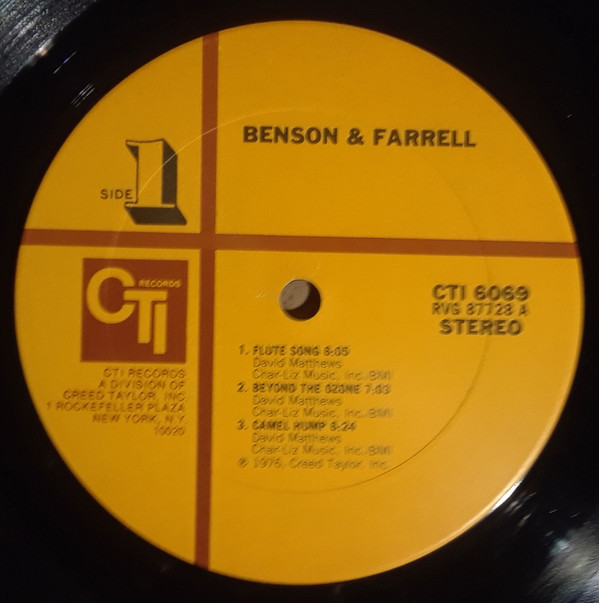 BENSON & FARRELL
SIDE 1
CTI RECORDS
CTI RECORDS
A DIVISION OF
CREED TAYLOR, INC
1 ROCKEFELLER PLAZA
NEW YORK, N.Y.
10020
CTI 6069
RVG 87728 A
STEREO
1. FLUTE SONG 6:05
David Matthews
Char-Liz Music, Inc./BMI
2. BEYOND THE OZONE 7:03
David Matthews
Char-Liz Music, Inc./BMI
3. CAMEL HUMP 6:24
David Matthews
Char-Liz Music, Inc./BMI
℗ 1976, Creed Taylor, Inc.